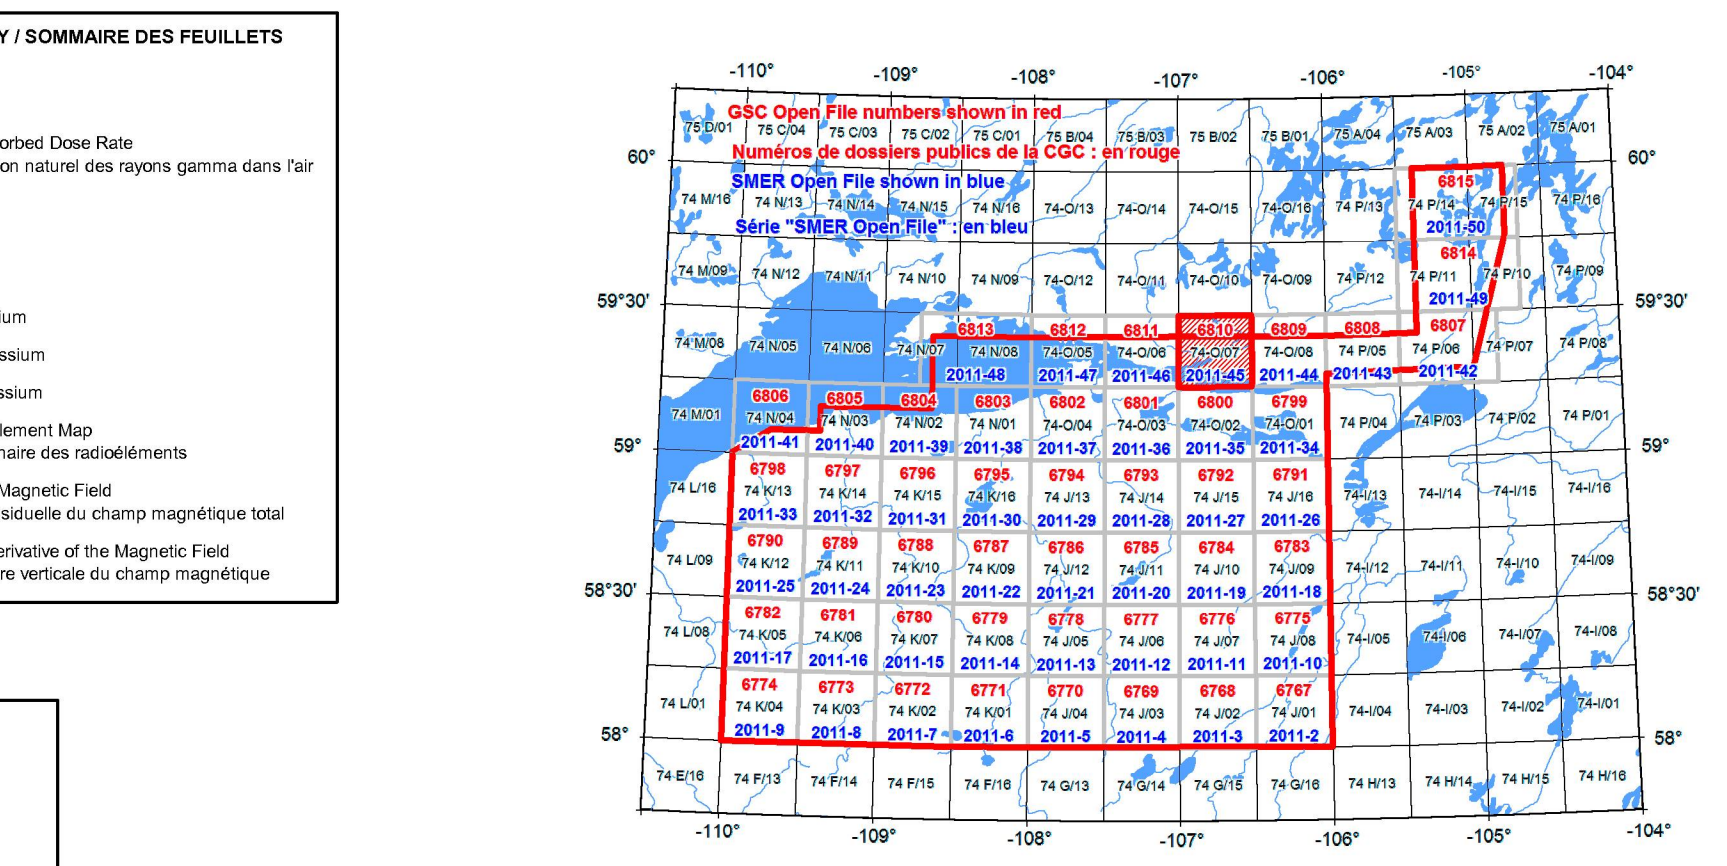 Y / SOMMAIRE DES FEUILLETS
orbed Dose Rate
on naturel des rayons gamma dans l'air
ium
ssium
ssium
lement Map
naire des radioéléments
Magnetic Field
siduelle du champ magnétique total
erivative of the Magnetic Field
re verticale du champ magnétique
-110° -109° -108° -107° -106° -105° -104°
GSC Open File numbers shown in red
75 D/01 75 C/04 75 C/03 75 C/02 75 C/01 75 B/04 75 B/03 75 B/02 75 B/01 75 A/04 75 A/03 75 A/02 75 A/01
Numéros de dossiers publics de la CGC : en rouge
60° 60°
SMER Open File shown in blue
6815
74 M/16 74 N/13 74 N/14 74 N/15 74 N/16 74-O/13 74-O/14 74-O/15 74-O/16 74 P/13 74 P/14 74 P/15 74 P/16
Série "SMER Open File" : en bleu
2011-50
6814
74 M/09 74 N/12 74 N/11 74 N/10 74 N/09 74-O/12 74-O/11 74-O/10 74-O/09 74 P/12 74 P/11 74 P/10 74 P/09
59°30' 2011-49 59°30'
6813 6812 6811 6810 6809 6808 6807
74 M/08 74 N/05 74 N/06 74 N/07 74 N/08 74-O/05 74-O/06 74-O/07 74-O/08 74 P/05 74 P/06 74 P/07 74 P/08
2011-48 2011-47 2011-46 2011-45 2011-44 2011-43 2011-42
6806 6805 6804 6803 6802 6801 6800 6799
74 M/01 74 N/04 74 N/03 74 N/02 74 N/01 74-O/04 74-O/03 74-O/02 74-O/01 74 P/04 74 P/03 74 P/02 74 P/01
59° 2011-41 2011-40 2011-39 2011-38 2011-37 2011-36 2011-35 2011-34 59°
6798 6797 6796 6795 6794 6793 6792 6791
74 L/16 74 K/13 74 K/14 74 K/15 74 K/16 74 J/13 74 J/14 74 J/15 74 J/16 74-I/13 74-I/14 74-I/15 74-I/16
2011-33 2011-32 2011-31 2011-30 2011-29 2011-28 2011-27 2011-26
6790 6789 6788 6787 6786 6785 6784 6783
74 L/09 74 K/12 74 K/11 74 K/10 74 K/09 74 J/12 74 J/11 74 J/10 74 J/09 74-I/12 74-I/11 74-I/10 74-I/09
58°30' 2011-25 2011-24 2011-23 2011-22 2011-21 2011-20 2011-19 2011-18 58°30'
6782 6781 6780 6779 6778 6777 6776 6775
74 L/08 74 K/05 74 K/06 74 K/07 74 K/08 74 J/05 74 J/06 74 J/07 74 J/08 74-I/05 74-I/06 74-I/07 74-I/08
2011-17 2011-16 2011-15 2011-14 2011-13 2011-12 2011-11 2011-10
6774 6773 6772 6771 6770 6769 6768 6767
74 L/01 74 K/04 74 K/03 74 K/02 74 K/01 74 J/04 74 J/03 74 J/02 74 J/01 74-I/04 74-I/03 74-I/02 74-I/01
58° 2011-9 2011-8 2011-7 2011-6 2011-5 2011-4 2011-3 2011-2 58°
74 E/16 74 F/13 74 F/14 74 F/15 74 F/16 74 G/13 74 G/14 74 G/15 74 G/16 74 H/13 74 H/14 74 H/15 74 H/16
-110° -109° -108° -107° -106° -105° -104°